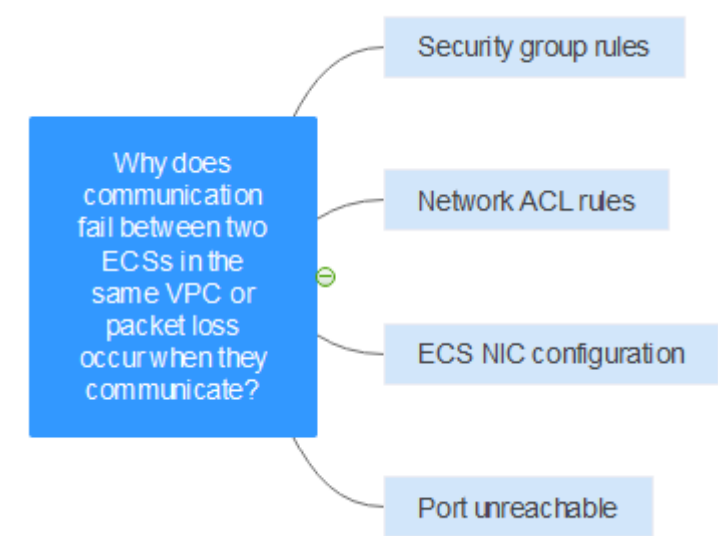 Why does
communication
fail between two
ECSs in the
same VPC or
packet loss
occur when they
communicate?
Security group rules
Network ACL rules
ECS NIC configuration
Port unreachable